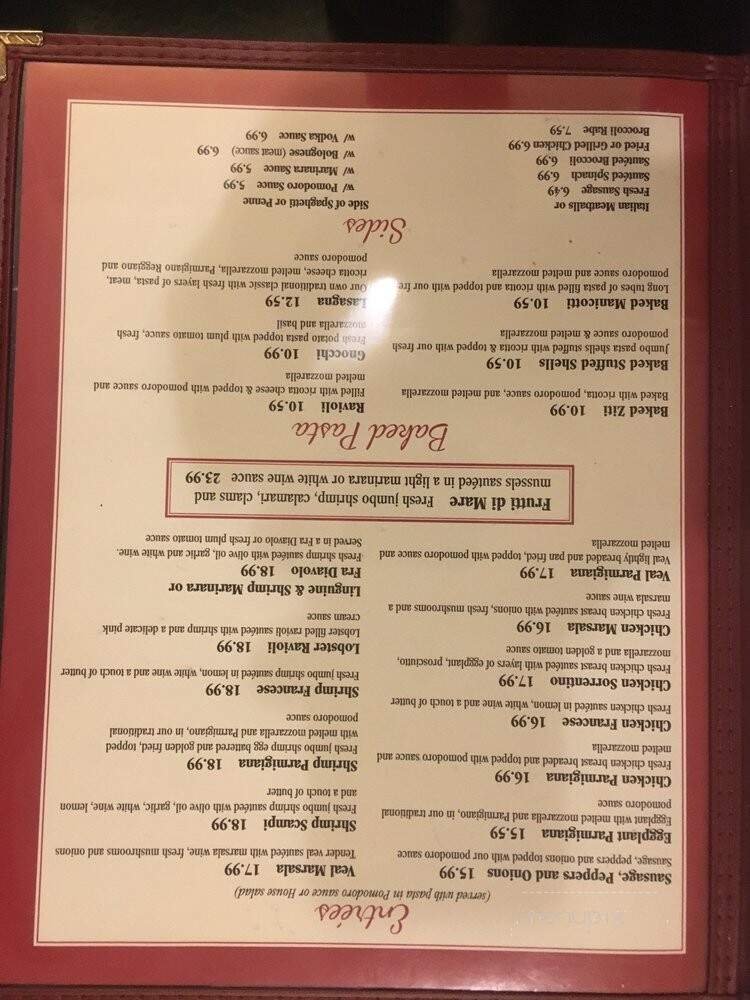 Entrées
(served with pasta in Pomodoro sauce or House salad)
Sausage, Peppers and Onions 15.99
Sausage, peppers and onions topped with our pomodoro sauce
Eggplant Parmigiana 15.59
Eggplant with melted mozzarella and Parmigiano, in our traditional
pomodoro sauce
Chicken Parmigiana 16.99
Fresh chicken breast breaded and topped with pomodoro sauce and
melted mozzarella
Chicken Francese 16.99
Fresh chicken sautéed in lemon, white wine and a touch of butter
Chicken Sorrentino 17.99
Fresh chicken breast sautéed with layers of eggplant, prosciutto,
mozzarella and a golden tomato sauce
Chicken Marsala 16.99
Fresh chicken breast sautéed with onions, fresh mushrooms and a
marsala wine sauce
Veal Parmigiana 17.99
Veal lightly breaded and pan fried, topped with pomodoro sauce and
melted mozzarella
Veal Marsala 17.99
Tender veal sautéed with marsala wine, fresh mushrooms and onions
Shrimp Scampi 18.99
Fresh jumbo shrimp sautéed with olive oil, garlic, white wine, lemon
and a touch of butter
Shrimp Parmigiana 18.99
Fresh jumbo shrimp egg battered and golden fried, topped
with melted mozzarella and Parmigiano, in our traditional
pomodoro sauce
Shrimp Francese 18.99
Fresh jumbo shrimp sautéed in lemon, white wine and a touch of butter
Lobster Ravioli 18.99
Lobster filled ravioli sautéed with shrimp and a delicate pink
cream sauce
Linguine & Shrimp Marinara or
Fra Diavolo 18.99
Fresh shrimp sautéed with olive oil, garlic and white wine.
Served in a Fra Diavolo or fresh plum tomato sauce
Frutti di Mare Fresh jumbo shrimp, calamari, clams and
mussels sautéed in a light marinara or white wine sauce 23.99
Baked Pasta
Baked Ziti 10.99
Baked with ricotta, pomodoro sauce, and melted mozzarella
Baked Stuffed Shells 10.59
Jumbo pasta shells stuffed with ricotta & topped with our fresh
pomodoro sauce & melted mozzarella
Baked Manicotti 10.59
Long tubes of pasta filled with ricotta and topped with our fre
pomodoro sauce and melted mozzarella
Ravioli 10.59
Filled with ricotta cheese & topped with pomodoro sauce and
melted mozzarella
Gnocchi 10.99
Fresh potato pasta topped with plum tomato sauce, fresh
mozzarella and basil
Lasagna 12.59
Our own traditional classic with fresh layers of pasta, meat,
ricotta cheese, melted mozzarella, Parmigiano Reggiano and
pomodoro sauce
Sides
Italian Meatballs or
Fresh Sausage 6.49
Sautéed Spinach 6.99
Sautéed Broccoli 6.99
Fried or Grilled Chicken 6.99
Broccoli Rabe 7.59
Side of Spaghetti or Penne
w/ Pomodoro Sauce 5.99
w/ Marinara Sauce 5.99
w/ Bolognese (meat sauce) 6.99
w/ Vodka Sauce 6.99